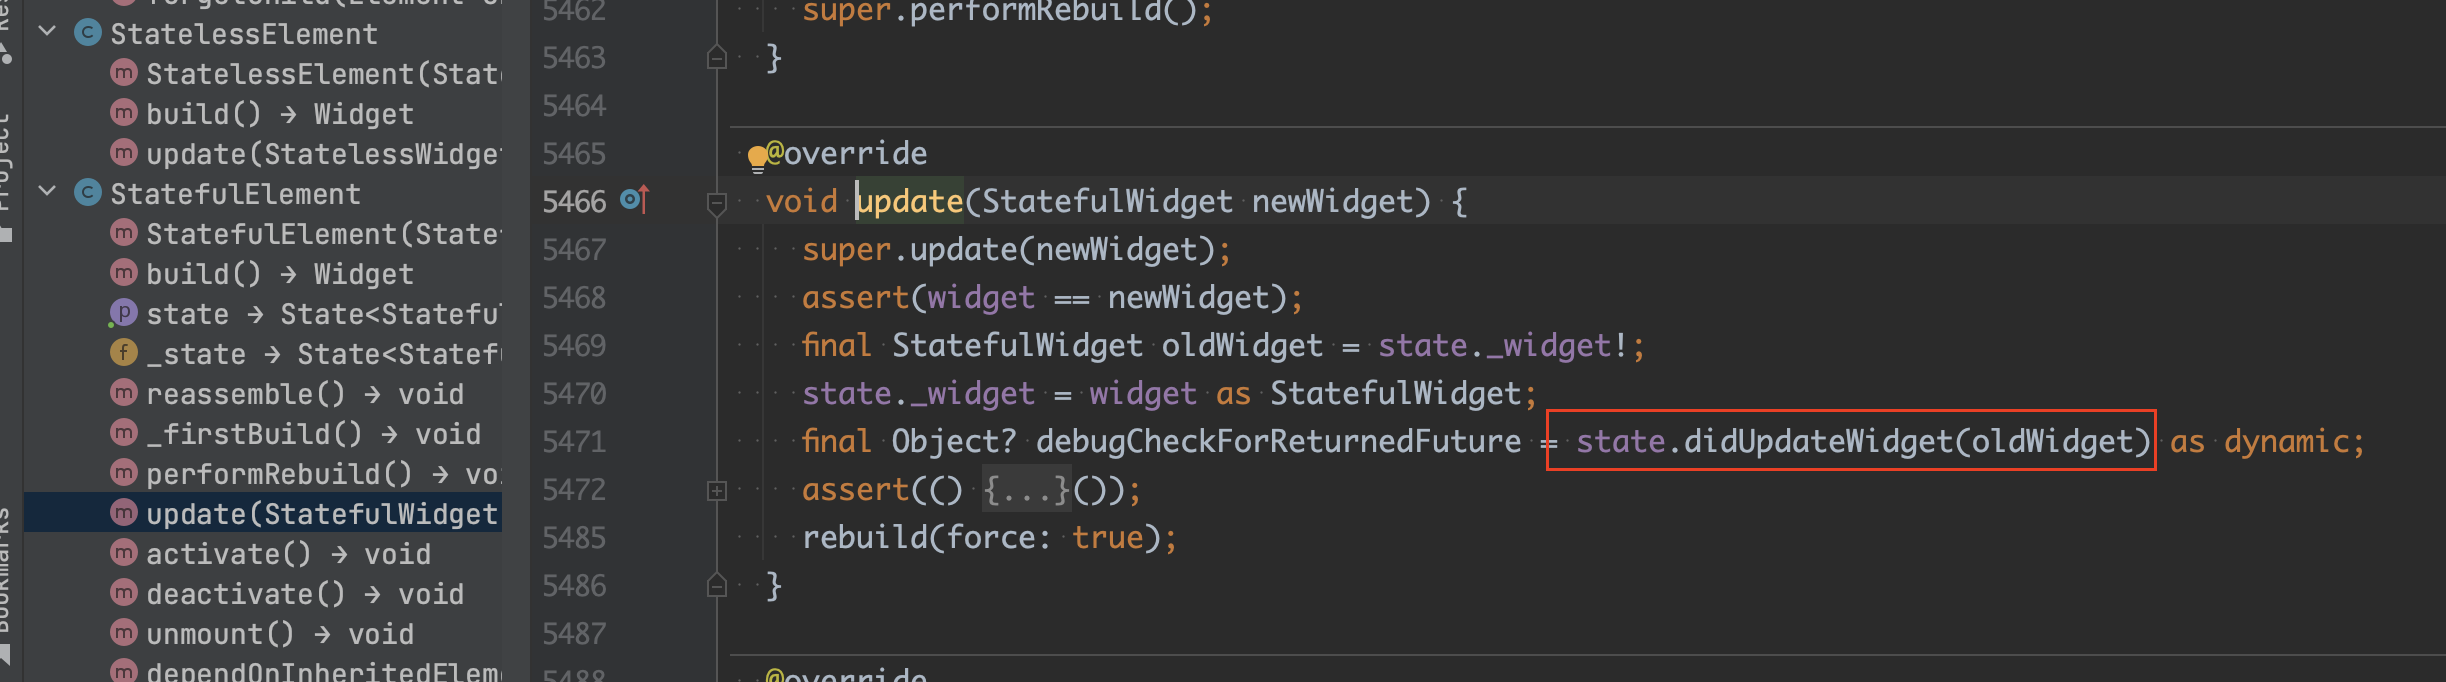 StatelessElement
StatelessElement(State
build() → Widget
update(StatelessWidget
StatefulElement
StatefulElement(State
build() → Widget
state → State<Stateful
_state → State<Statef
reassemble() → void
_firstBuild() → void
performRebuild() → vo
update(StatefulWidget
activate() → void
deactivate() → void
unmount() → void
dependOnInheritedElem
Project
Bookmarks
5462 super.performRebuild();
5463 }
5464
5465 @override
5466 void update(StatefulWidget newWidget) {
5467 super.update(newWidget);
5468 assert(widget == newWidget);
5469 final StatefulWidget oldWidget = state._widget!;
5470 state._widget = widget as StatefulWidget;
5471 final Object? debugCheckForReturnedFuture = state.didUpdateWidget(oldWidget) as dynamic;
5472 assert(() {...}());
5485 rebuild(force: true);
5486 }
5487
5488 @override